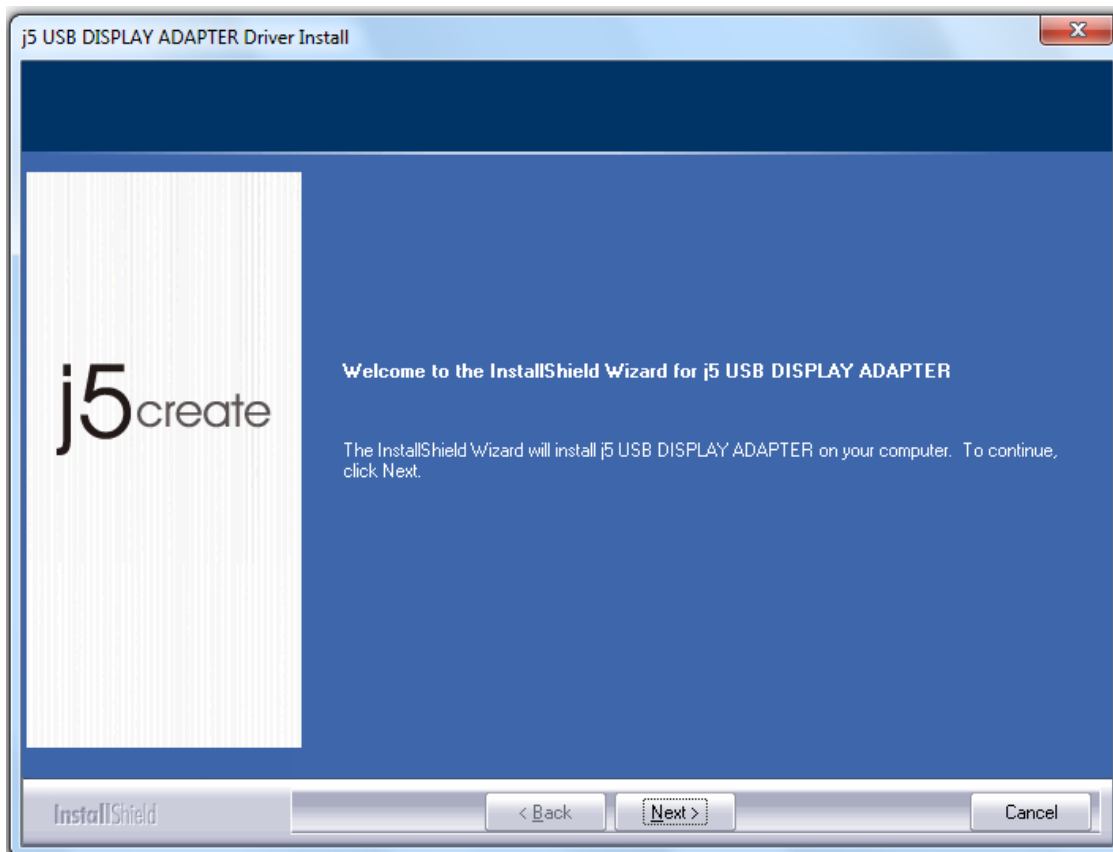 j5 USB DISPLAY ADAPTER Driver Install
j5create
Welcome to the InstallShield Wizard for j5 USB DISPLAY ADAPTER
The InstallShield Wizard will install j5 USB DISPLAY ADAPTER on your computer.  To continue,
click Next.
InstallShield
< Back
Next >
Cancel